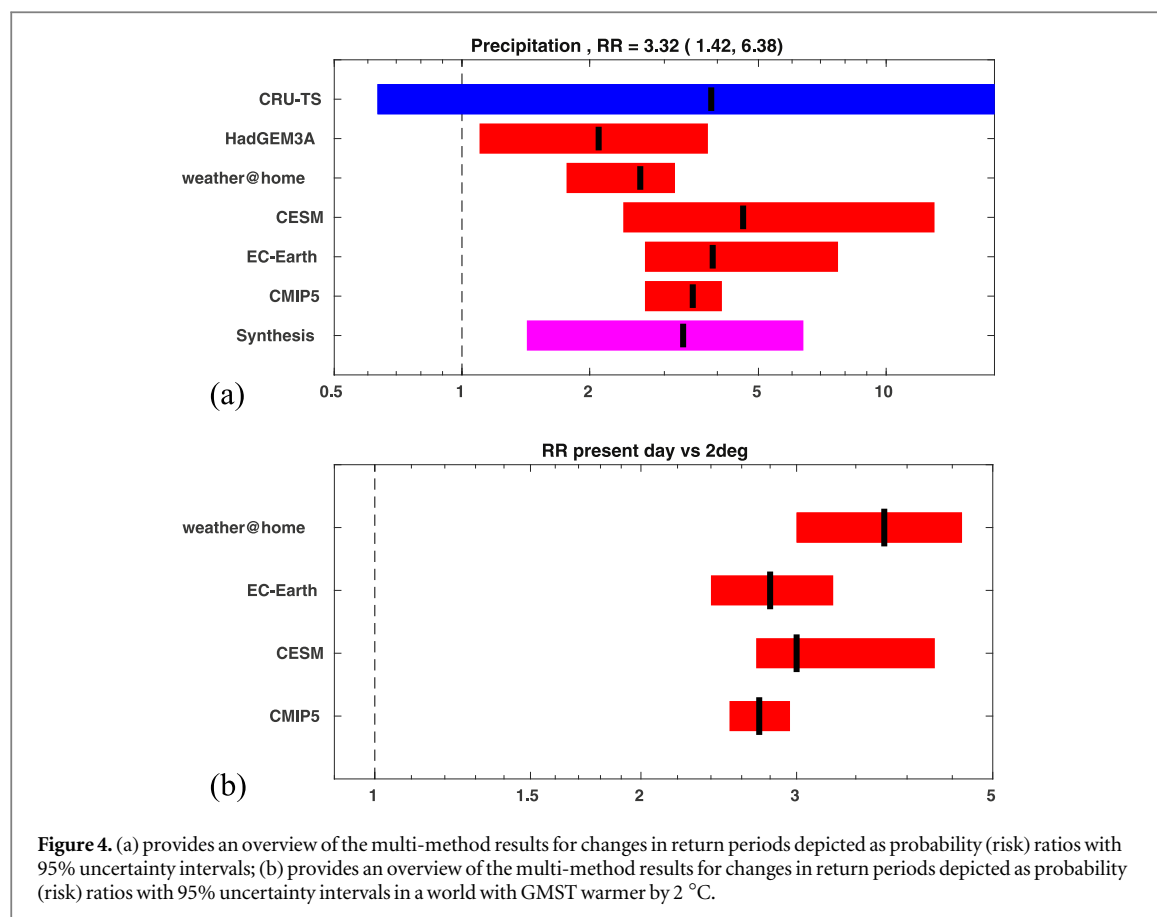 Precipitation , RR = 3.32 ( 1.42, 6.38)
CRU-TS
HadGEM3A
weather@home
CESM
EC-Earth
CMIP5
Synthesis
(a)
0.5 1 2 5 10
RR present day vs 2deg
weather@home
EC-Earth
CESM
CMIP5
(b)
1 1.5 2 3 5
Figure 4. (a) provides an overview of the multi-method results for changes in return periods depicted as probability (risk) ratios with
95% uncertainty intervals; (b) provides an overview of the multi-method results for changes in return periods depicted as probability
(risk) ratios with 95% uncertainty intervals in a world with GMST warmer by 2 °C.